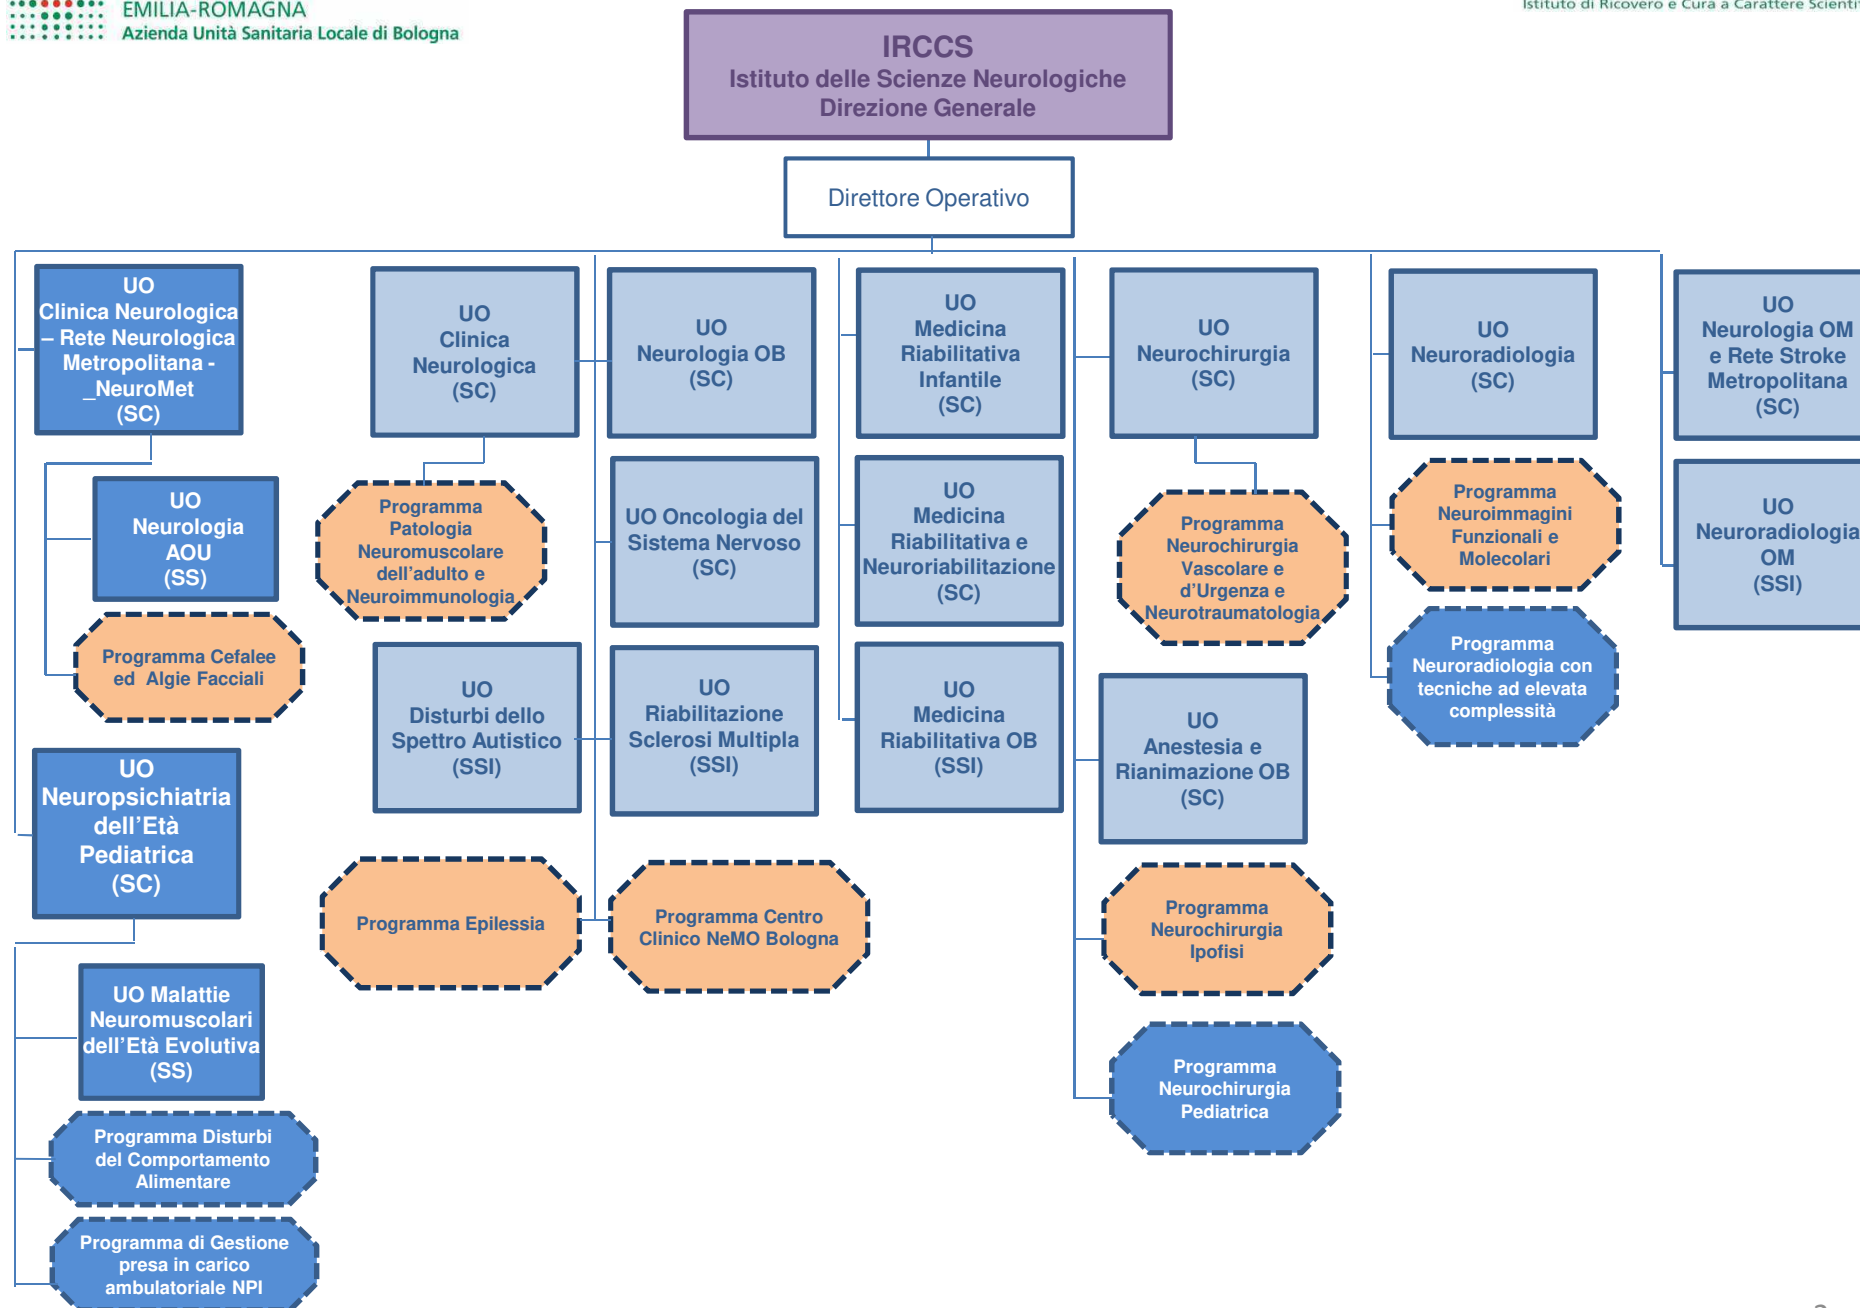 EMILIA-ROMAGNA
Azienda Unità Sanitaria Locale di Bologna
Istituto di Ricovero e Cura a Carattere
IRCCS
Istituto delle Scienze Neurologiche
Direzione Generale
Direttore Operativo
UO
Clinica Neurologica
– Rete Neurologica
Metropolitana -
_NeuroMet
(SC)
UO
Neurologia
AOU
(SS)
Programma Cefalee
ed Algie Facciali
UO
Neuropsichiatria
dell’Età
Pediatrica
(SC)
UO Malattie
Neuromuscolari
dell’Età Evolutiva
(SS)
Programma Disturbi
del Comportamento
Alimentare
Programma di Gestione
presa in carico
ambulatoriale NPI
UO
Clinica
Neurologica
(SC)
Programma
Patologia
Neuromuscolare
dell’adulto e
Neuroimmunologia
UO
Disturbi dello
Spettro Autistico
(SSI)
Programma Epilessia
UO
Neurologia OB
(SC)
UO Oncologia del
Sistema Nervoso
(SC)
UO
Riabilitazione
Sclerosi Multipla
(SSI)
Programma Centro
Clinico NeMO Bologna
UO
Medicina
Riabilitativa
Infantile
(SC)
UO
Medicina
Riabilitativa e
Neuroriabilitazione
(SC)
UO
Medicina
Riabilitativa OB
(SSI)
UO
Neurochirurgia
(SC)
Programma
Neurochirurgia
Vascolare e
d’Urgenza e
Neurotraumatologia
UO
Anestesia e
Rianimazione OB
(SC)
Programma
Neurochirurgia
Ipofisi
Programma
Neurochirurgia
Pediatrica
UO
Neuroradiologia
(SC)
Programma
Neuroimmagini
Funzionali e
Molecolari
Programma
Neuroradiologia con
tecniche ad elevata
complessità
UO
Neurologia OM
e Rete Stroke
Metropolitana
(SC)
UO
Neuroradiologia
OM
(SSI)